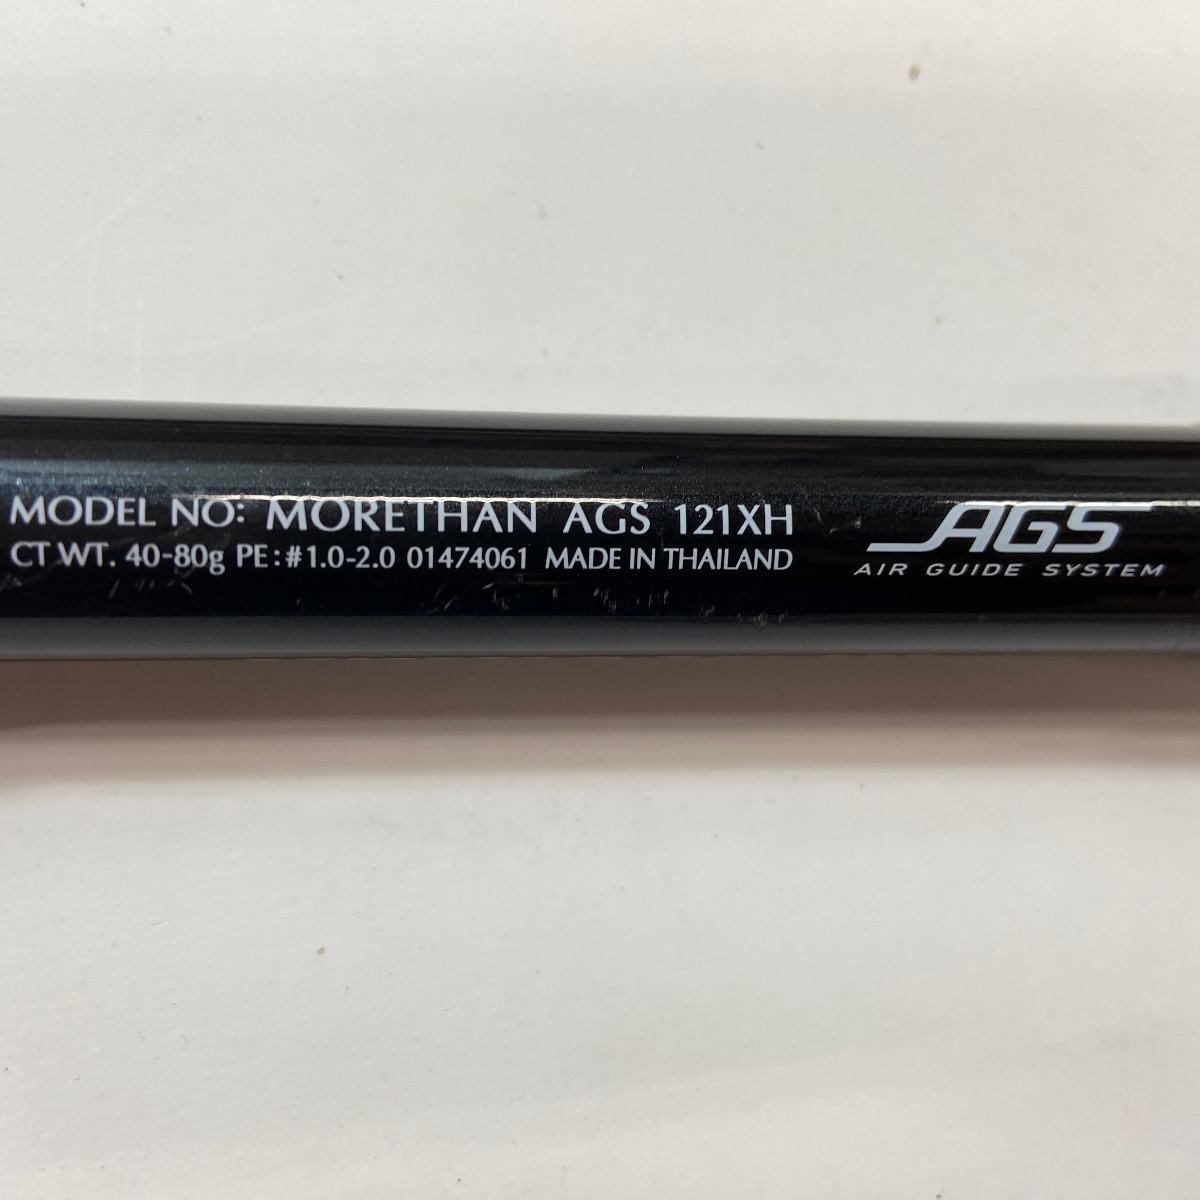 MODEL NO: MORETHAN AGS 121XH
CT WT. 40-80g PE:#1.0-2.0 01474061 MADE IN THAILAND
AGS
AIR GUIDE SYSTEM